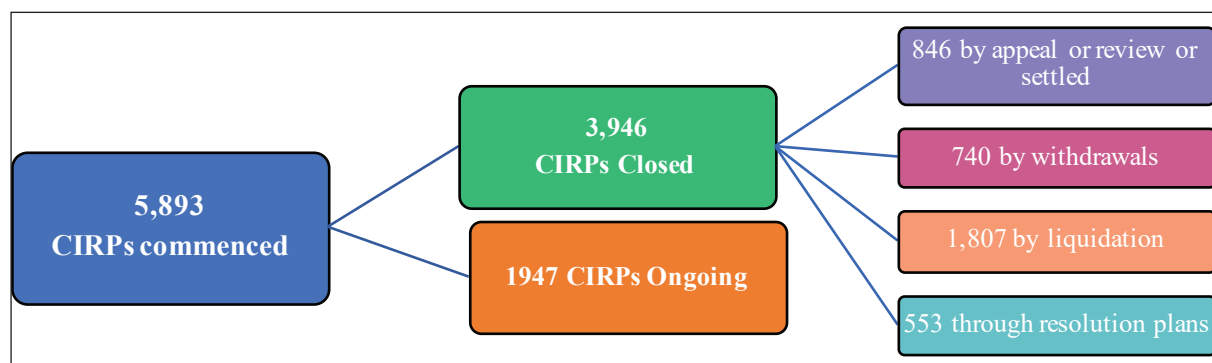 5,893
CIRPs commenced
3,946
CIRPs Closed
1947 CIRPs Ongoing
846 by appeal or review or
settled
740 by withdrawals
1,807 by liquidation
553 through resolution plans